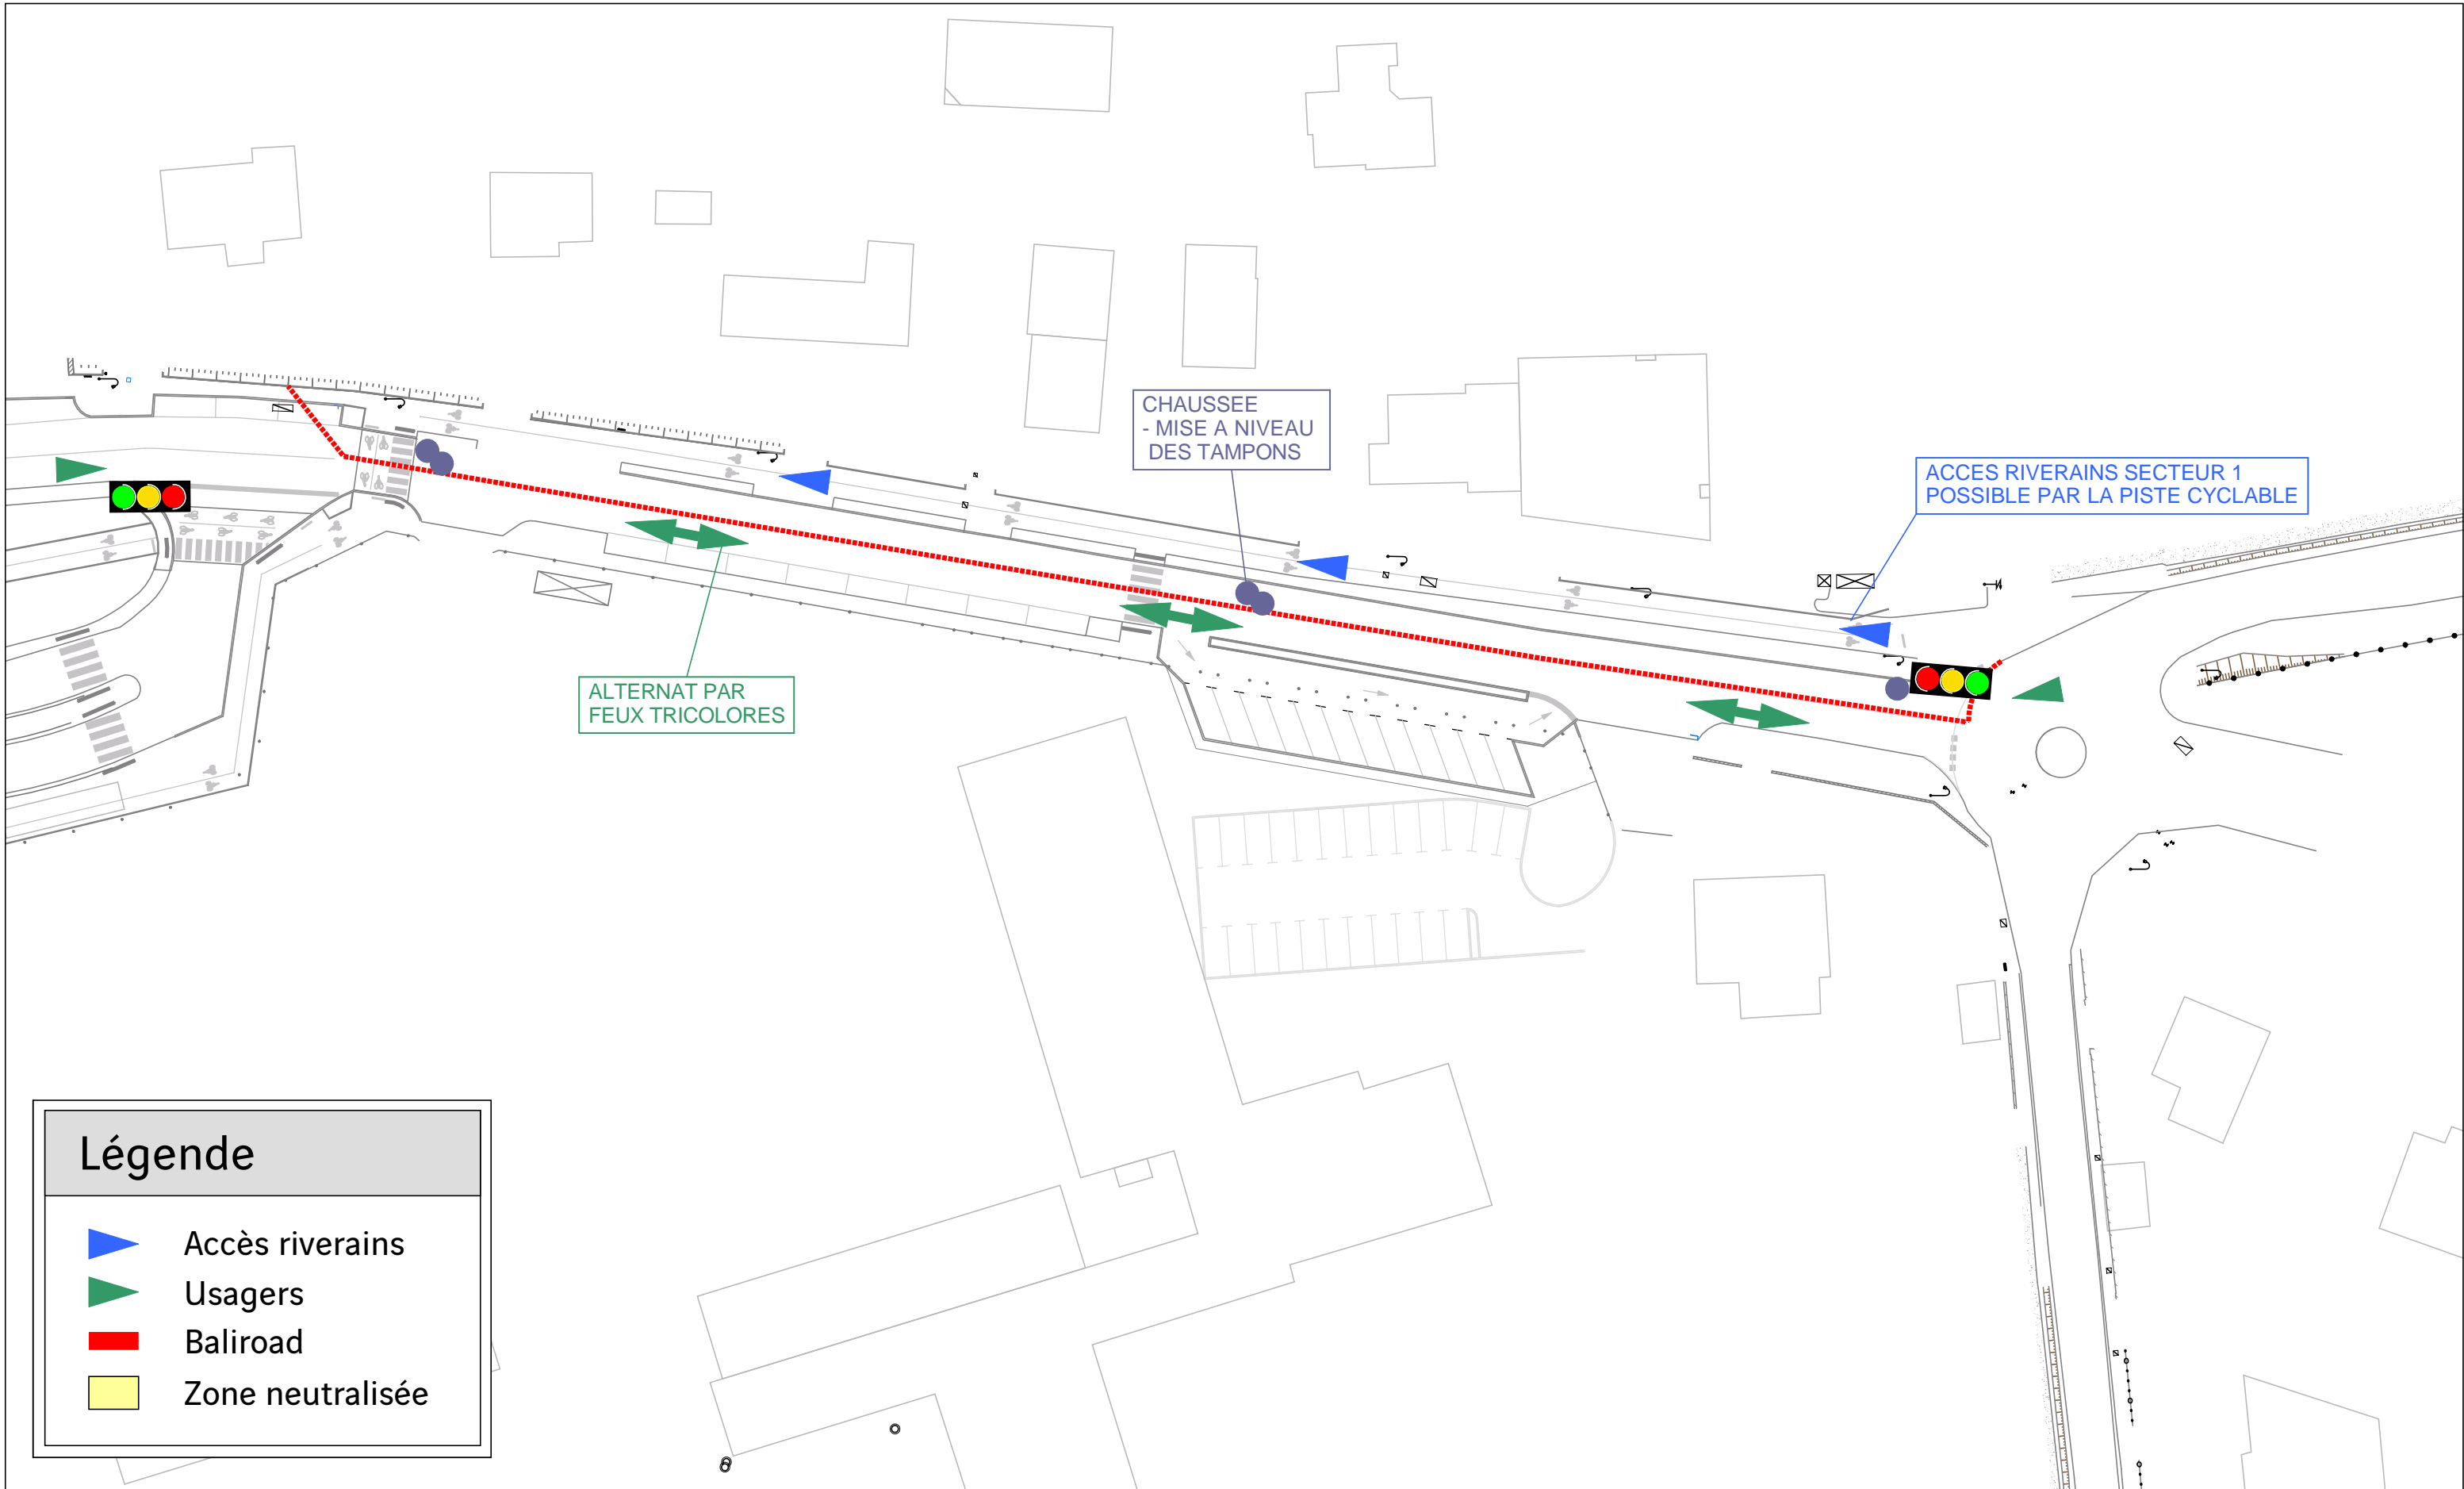 CHAUSSEE
- MISE A NIVEAU
DES TAMPONS
ACCES RIVERAINS SECTEUR 1
POSSIBLE PAR LA PISTE CYCLABLE
ALTERNAT PAR
FEUX TRICOLORES
Légende
Accès riverains
Usagers
Baliroad
Zone neutralisée